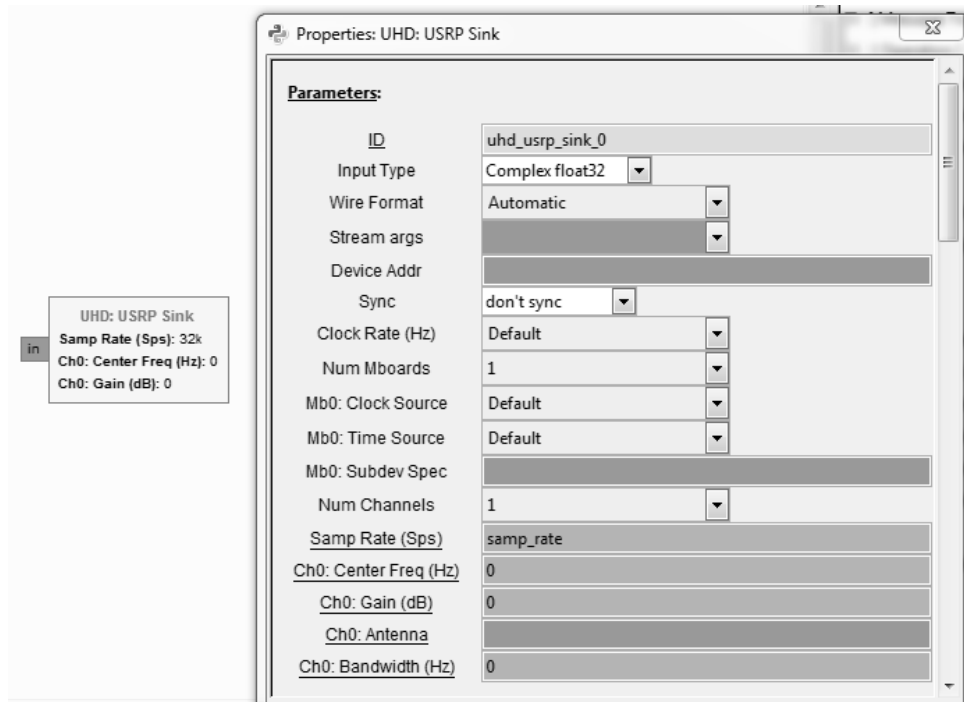 Properties: UHD: USRP Sink
Parameters:
ID uhd_usrp_sink_0
Input Type Complex float32
Wire Format Automatic
Stream args
Device Addr
Sync don't sync
Clock Rate (Hz) Default
Num Mboards 1
Mb0: Clock Source Default
Mb0: Time Source Default
Mb0: Subdev Spec
Num Channels 1
Samp Rate (Sps) samp_rate
Ch0: Center Freq (Hz) 0
Ch0: Gain (dB) 0
Ch0: Antenna
Ch0: Bandwidth (Hz) 0
in
UHD: USRP Sink
Samp Rate (Sps): 32k
Ch0: Center Freq (Hz): 0
Ch0: Gain (dB): 0